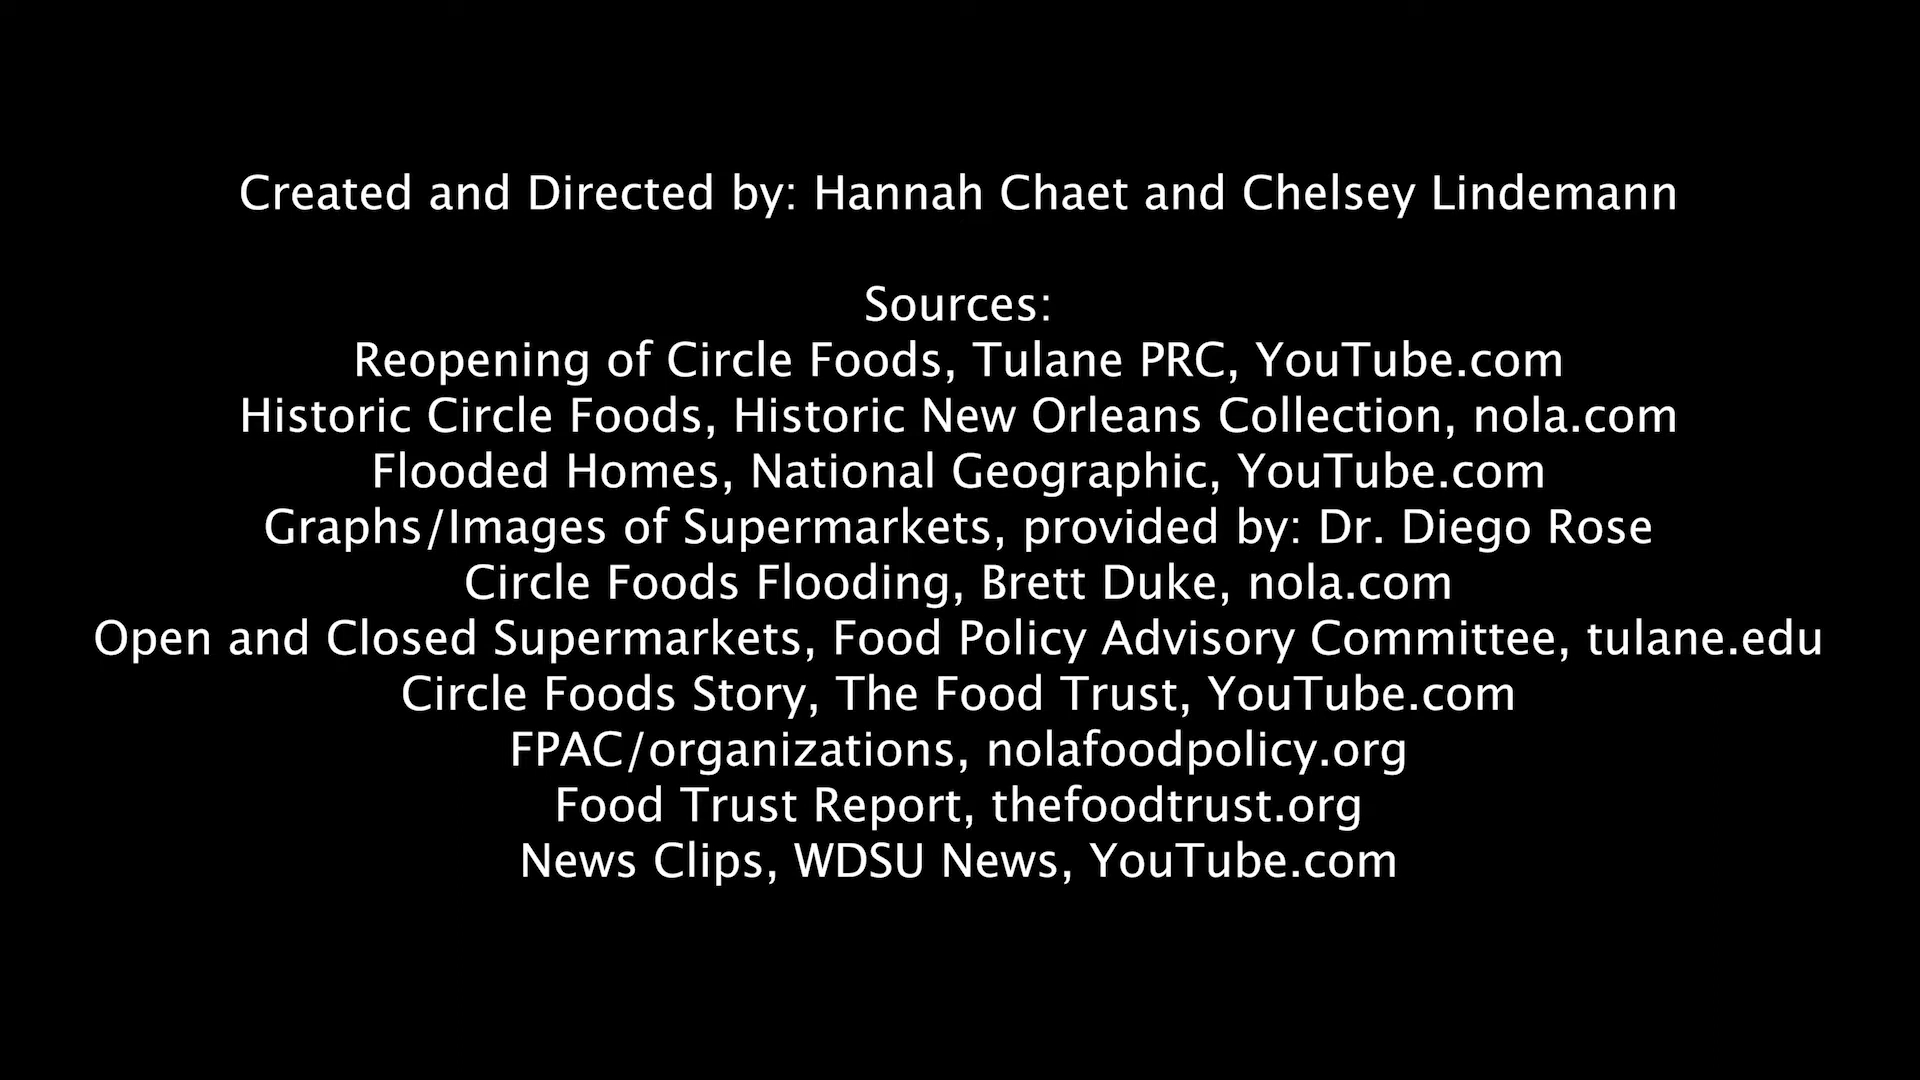 Created and Directed by: Hannah Chaet and Chelsey Lindemann
Sources:
Reopening of Circle Foods, Tulane PRC, YouTube.com
Historic Circle Foods, Historic New Orleans Collection, nola.com
Flooded Homes, National Geographic, YouTube.com
Graphs/Images of Supermarkets, provided by: Dr. Diego Rose
Circle Foods Flooding, Brett Duke, nola.com
Open and Closed Supermarkets, Food Policy Advisory Committee, tulane.edu
Circle Foods Story, The Food Trust, YouTube.com
FPAC/organizations, nolafoodpolicy.org
Food Trust Report, thefoodtrust.org
News Clips, WDSU News, YouTube.com